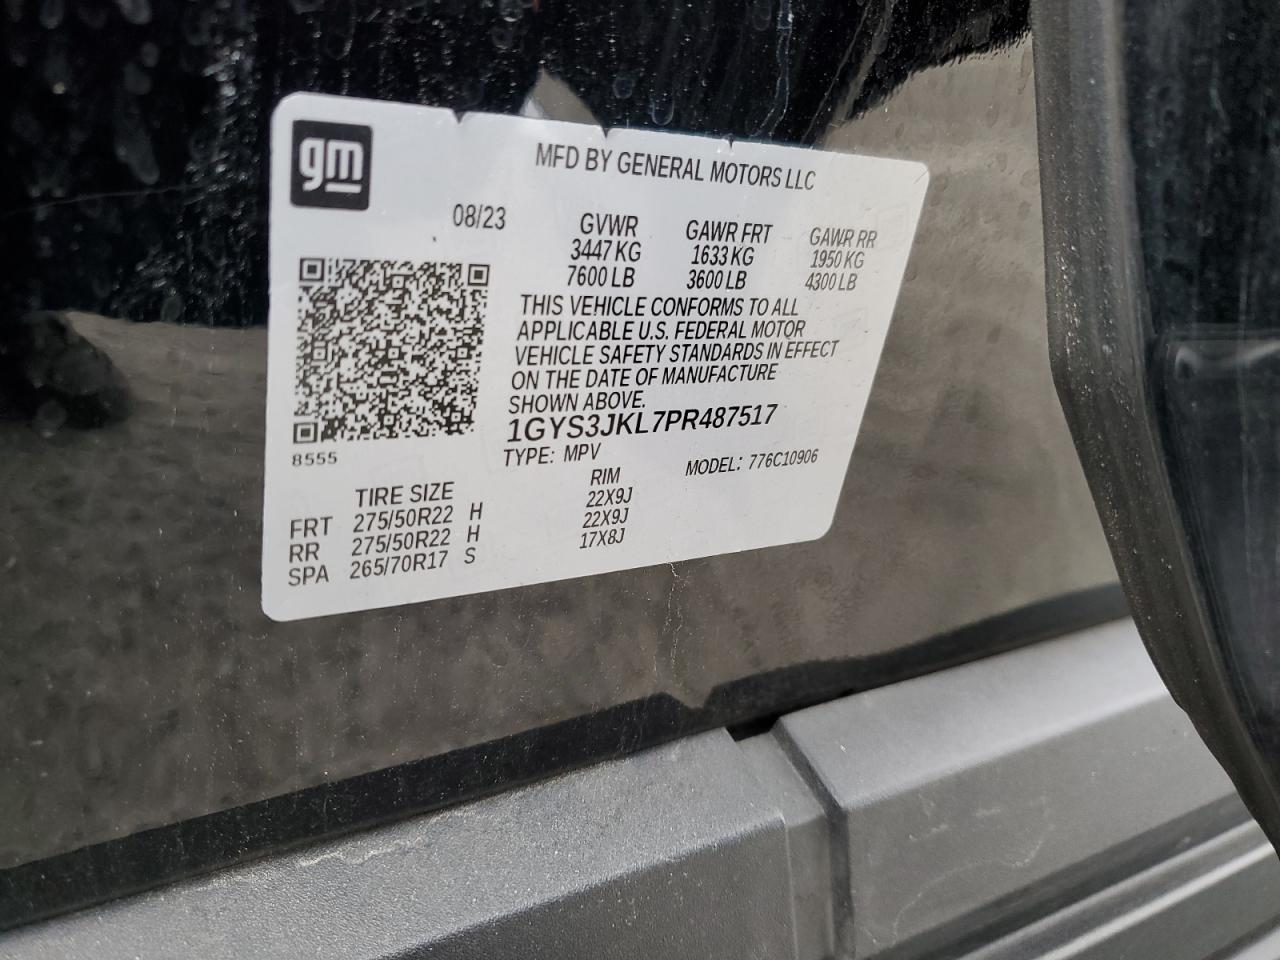 gm
MFD BY GENERAL MOTORS LLC
08/23 GVWR GAWR FRT GAWR RR
3447 KG 1633 KG 1950 KG
7600 LB 3600 LB 4300 LB
THIS VEHICLE CONFORMS TO ALL
APPLICABLE U.S. FEDERAL MOTOR
VEHICLE SAFETY STANDARDS IN EFFECT
ON THE DATE OF MANUFACTURE
SHOWN ABOVE.
1GYS3JKL7PR487517
8555
TYPE: MPV MODEL: 776C10906
TIRE SIZE RIM
FRT 275/50R22 H 22X9J
RR 275/50R22 H 22X9J
SPA 265/70R17 S 17X8J